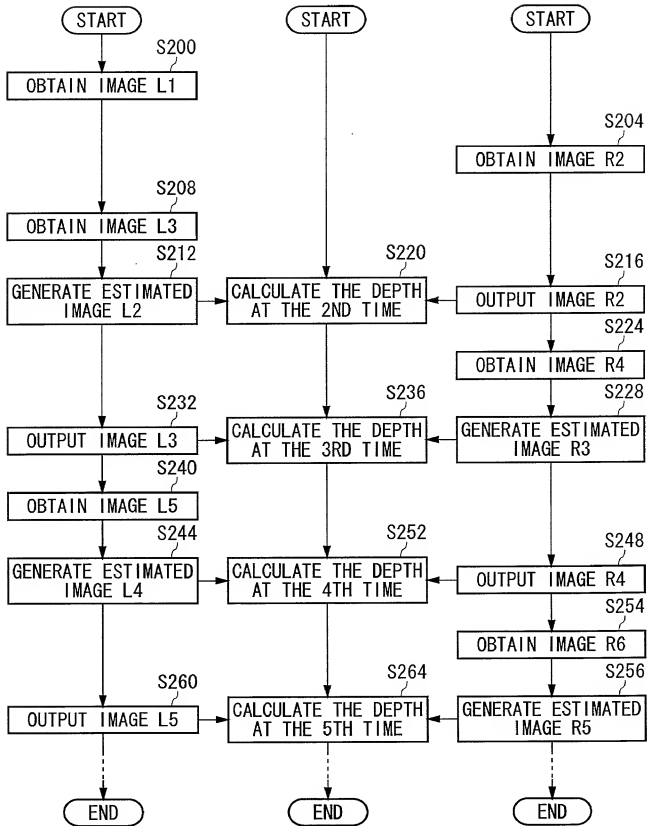 START
START
START
S200
OBTAIN IMAGE L1
S204
OBTAIN IMAGE R2
S208
OBTAIN IMAGE L3
S212
GENERATE ESTIMATED
IMAGE L2
S220
CALCULATE THE DEPTH
AT THE 2ND TIME
S216
OUTPUT IMAGE R2
S224
OBTAIN IMAGE R4
S232
OUTPUT IMAGE L3
S236
CALCULATE THE DEPTH
AT THE 3RD TIME
S228
GENERATE ESTIMATED
IMAGE R3
S240
OBTAIN IMAGE L5
S244
GENERATE ESTIMATED
IMAGE L4
S252
CALCULATE THE DEPTH
AT THE 4TH TIME
S248
OUTPUT IMAGE R4
S254
OBTAIN IMAGE R6
S260
OUTPUT IMAGE L5
S264
CALCULATE THE DEPTH
AT THE 5TH TIME
S256
GENERATE ESTIMATED
IMAGE R5
END
END
END